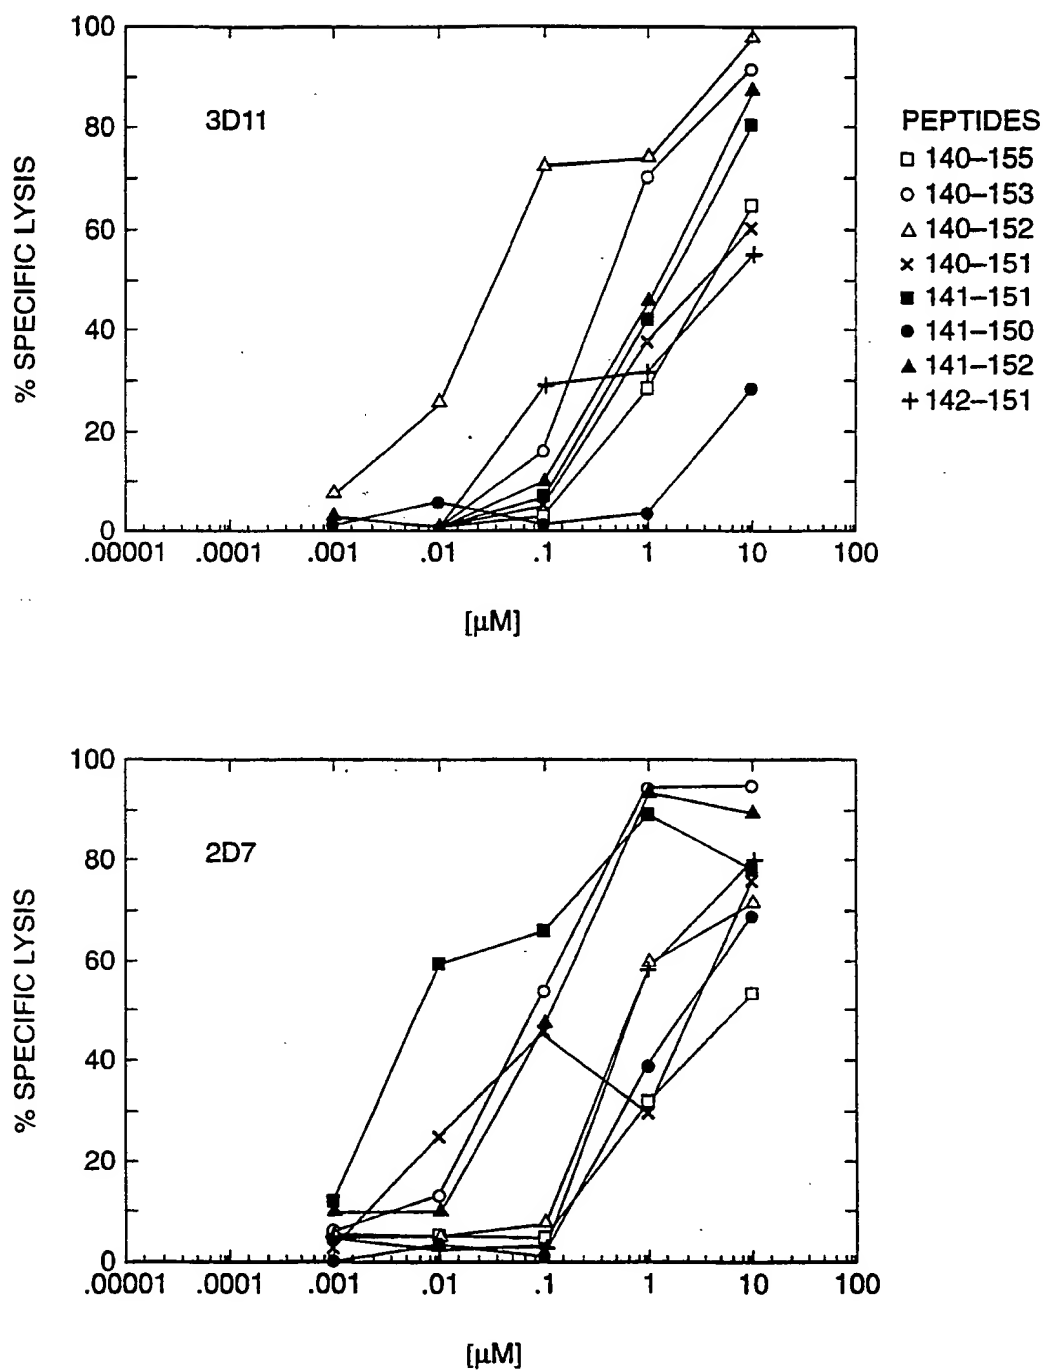 100
80
60
40
20
0
% SPECIFIC LYSIS
3D11
.00001 .0001 .001 .01 .1 1 10 100
[µM]
PEPTIDES
140–155
140–153
140–152
140–151
141–151
141–150
141–152
142–151
100
80
60
40
20
0
% SPECIFIC LYSIS
2D7
.00001 .0001 .001 .01 .1 1 10 100
[µM]